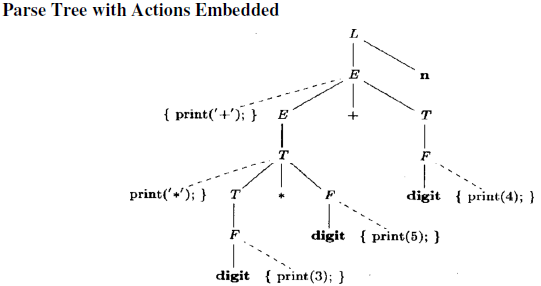 Parse Tree with Actions Embedded
L
E n
{ print('+'); } E + T
T F
print('*'); } T * F digit { print(4); }
F digit { print(5); }
digit { print(3); }